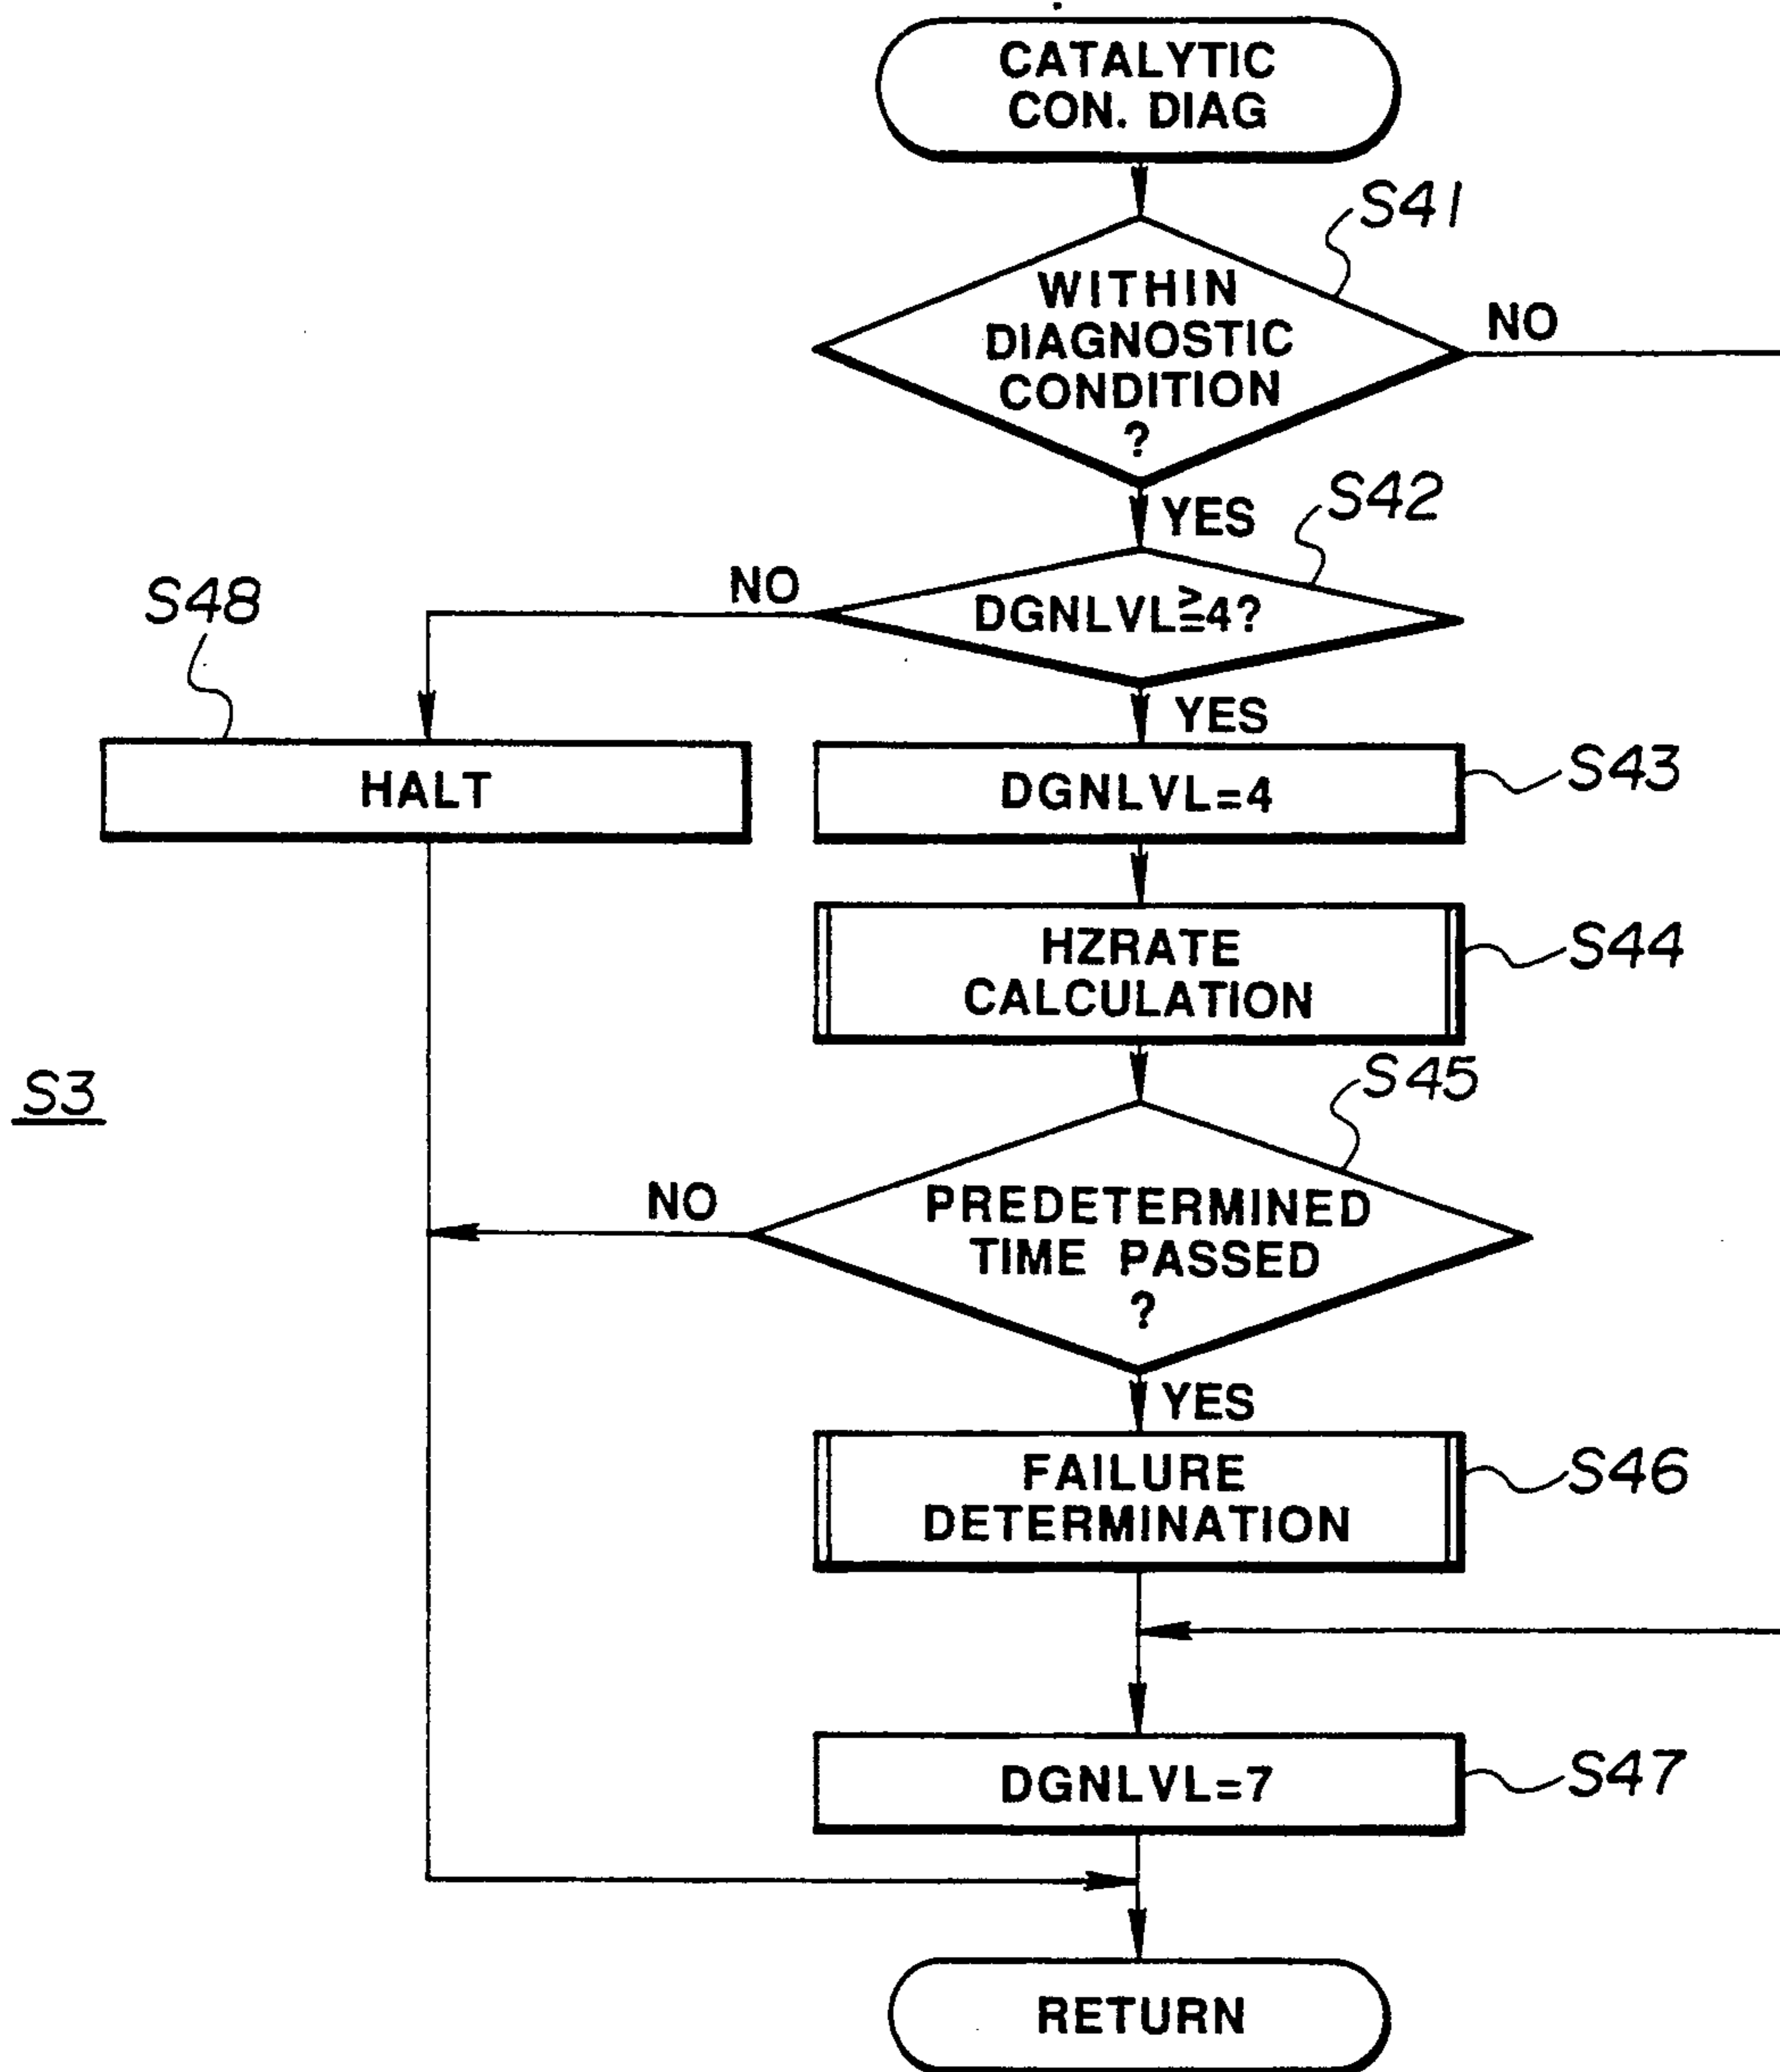 CATALYTIC
CON. DIAG
S41
WITHIN
DIAGNOSTIC
CONDITION
?
NO
YES
S42
NO
DGNLVL≧4?
S48
YES
HALT
DGNLVL=4
S43
HZRATE
CALCULATION
S44
S3
S45
NO
PREDETERMINED
TIME PASSED
?
YES
FAILURE
DETERMINATION
S46
DGNLVL=7
S47
RETURN